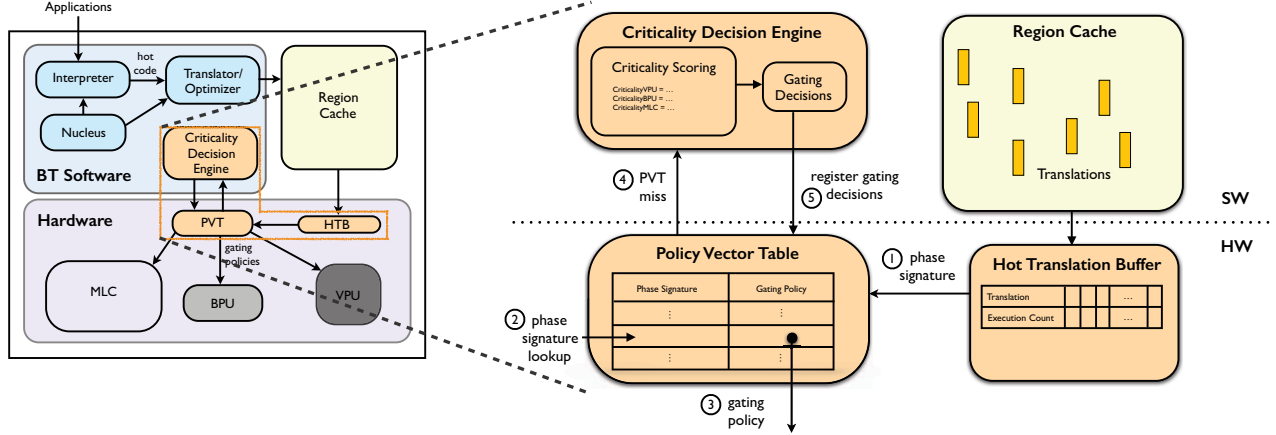 Applications
BT Software
Interpreter
hot
code
Translator/
Optimizer
Nucleus
Criticality
Decision
Engine
Region
Cache
Hardware
PVT
HTB
gating
policies
MLC
BPU
VPU
Criticality Decision Engine
Criticality Scoring
CriticalityVPU = ...
CriticalityBPU = ...
CriticalityMLC = ...
Gating
Decisions
Region Cache
Translations
4 PVT
miss
register gating
5 decisions
SW
HW
Policy Vector Table
Phase Signature Gating Policy
⋮ ⋮
⋮ ⋮
1 phase
signature
2 phase
signature
lookup
3 gating
policy
Hot Translation Buffer
Translation ...
Execution Count ...